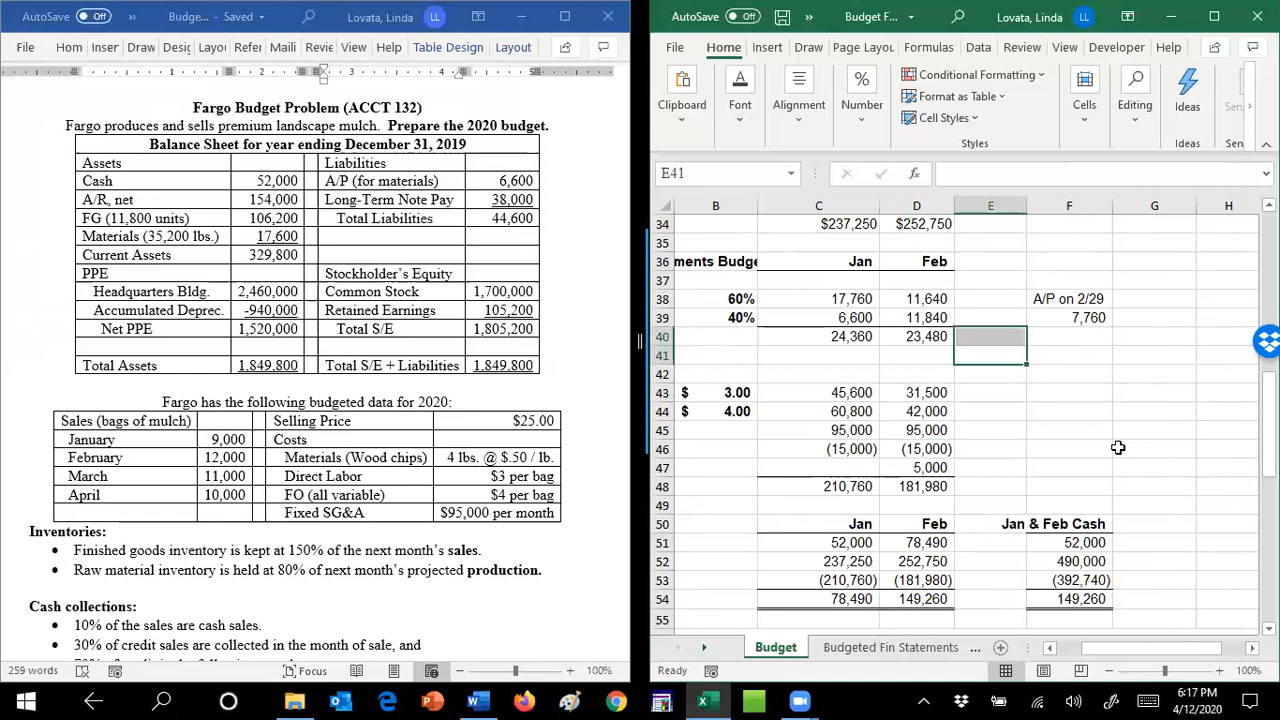 AutoSave Off Budge... - Saved Lovata, Linda LL
File Hom Inser Draw Desig Layou Refer Maili Revie View Help Table Design Layout
1 2 3 4 5
Fargo Budget Problem (ACCT 132)
Fargo produces and sells premium landscape mulch. Prepare the 2020 budget.
Balance Sheet for year ending December 31, 2019
Assets Liabilities
Cash 52,000 A/P (for materials) 6,600
A/R, net 154,000 Long-Term Note Pay 38,000
FG (11,800 units) 106,200 Total Liabilities 44,600
Materials (35,200 lbs.) 17,600
Current Assets 329,800
PPE Stockholder's Equity
Headquarters Bldg. 2,460,000 Common Stock 1,700,000
Accumulated Deprec. -940,000 Retained Earnings 105,200
Net PPE 1,520,000 Total S/E 1,805,200
Total Assets 1,849,800 Total S/E + Liabilities 1,849,800
Fargo has the following budgeted data for 2020:
Sales (bags of mulch) Selling Price $25.00
January 9,000 Costs
February 12,000 Materials (Wood chips) 4 lbs. @ $.50 / lb.
March 11,000 Direct Labor $3 per bag
April 10,000 FO (all variable) $4 per bag
Fixed SG&A $95,000 per month
Inventories:
• Finished goods inventory is kept at 150% of the next month's sales.
• Raw material inventory is held at 80% of next month's projected production.
Cash collections:
• 10% of the sales are cash sales.
• 30% of credit sales are collected in the month of sale, and
259 words Focus 100%
AutoSave Off Budget F... Lovata, Linda LL
File Home Insert Draw Page Layou Formulas Data Review View Developer Help
Clipboard Font Alignment Number Conditional Formatting Format as Table Cell Styles Styles Cells Editing Ideas Ideas
E41 fx
B C D E F G H
34 $237,250 $252,750
35
36 ments Budge Jan Feb
37
38 60% 17,760 11,640 A/P on 2/29
39 40% 6,600 11,840 7,760
40 24,360 23,480
41
42
43 $ 3.00 45,600 31,500
44 $ 4.00 60,800 42,000
45 95,000 95,000
46 (15,000) (15,000)
47 5,000
48 210,760 181,980
49
50 Jan Feb Jan & Feb Cash
51 52,000 78,490 52,000
52 237,250 252,750 490,000
53 (210,760) (181,980) (392,740)
54 78,490 149,260 149,260
55
Budget Budgeted Fin Statements ...
Ready 100%
6:17 PM
4/12/2020